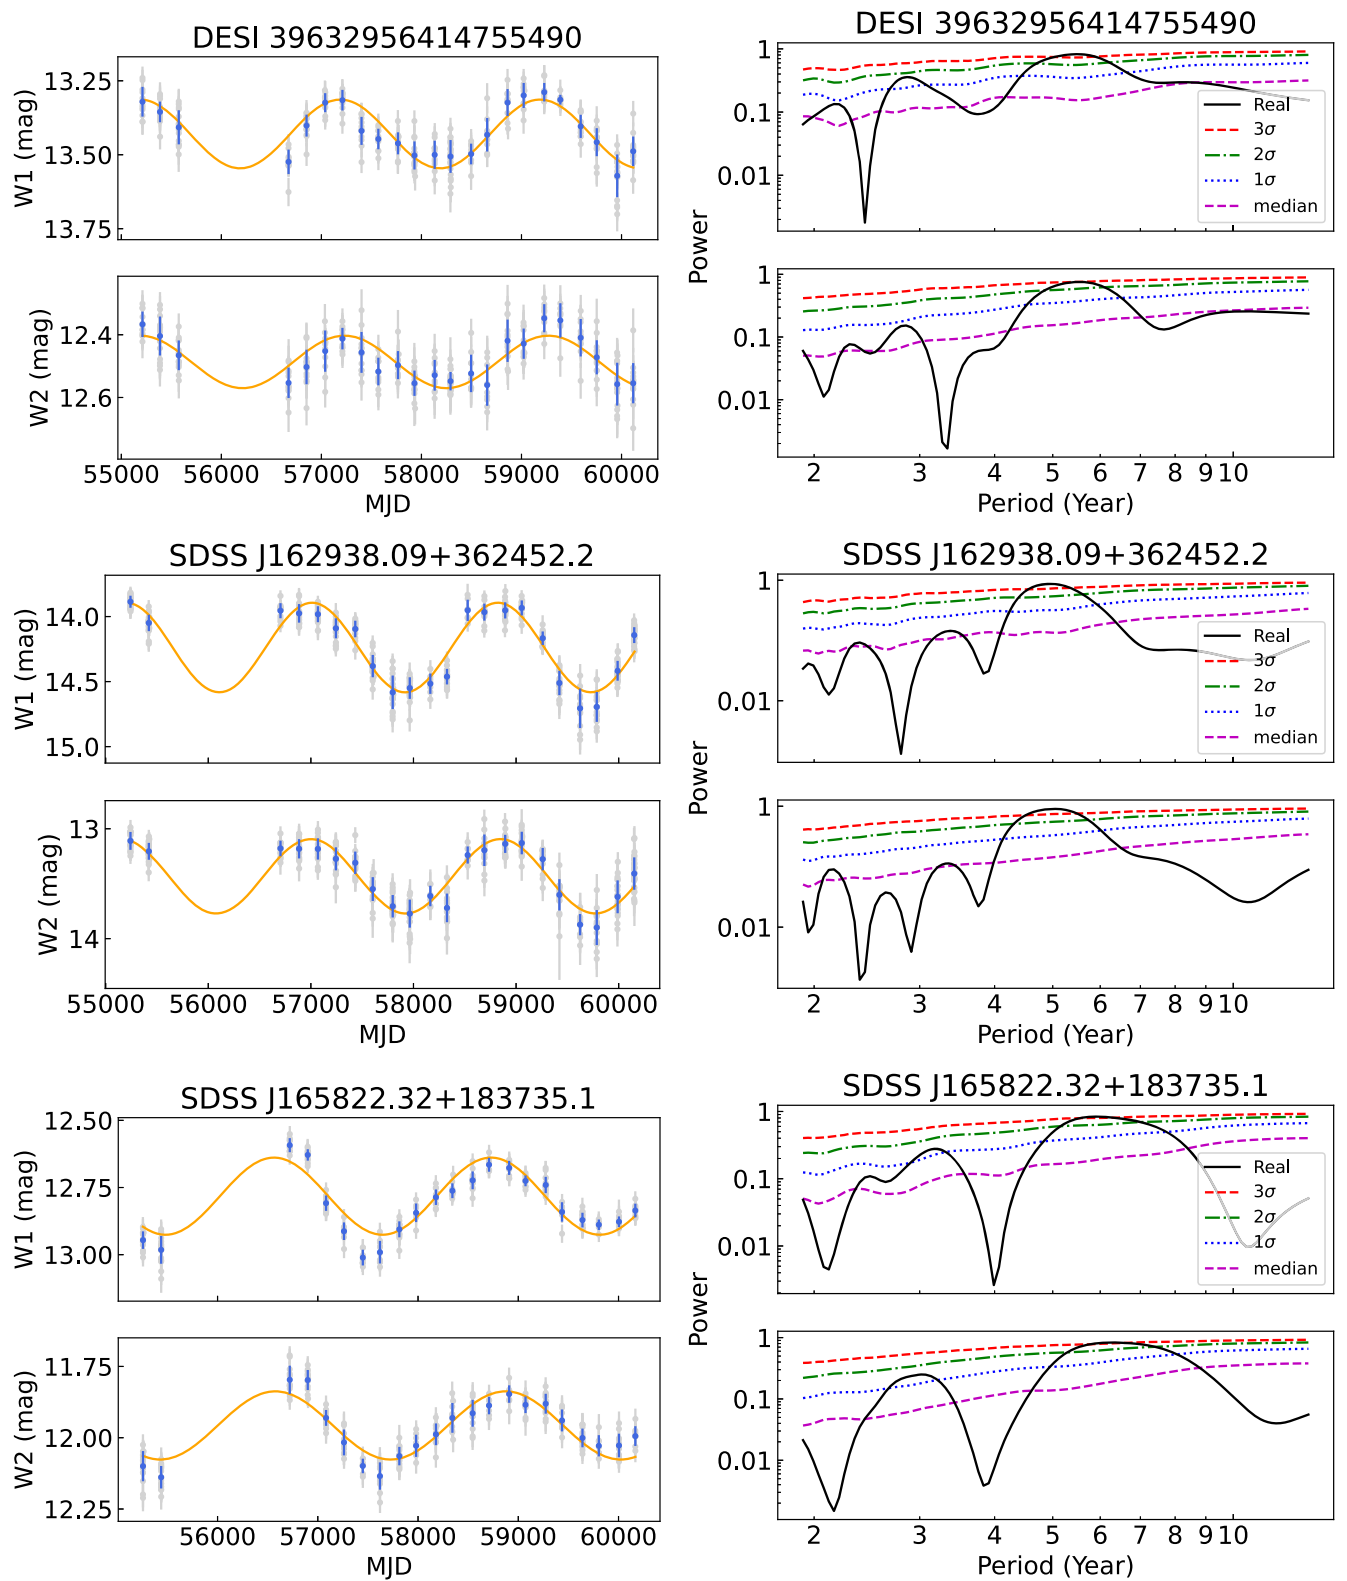 DESI 39632956414755490
13.25
13.50
13.75
W1 (mag)
12.4
12.6
W2 (mag)
55000 56000 57000 58000 59000 60000
MJD
DESI 39632956414755490
1
0.1
0.01
Real
3σ
2σ
1σ
median
Power
1
0.1
0.01
2 3 4 5 6 7 8 9 10
Period (Year)
SDSS J162938.09+362452.2
14.0
14.5
15.0
W1 (mag)
13
14
W2 (mag)
55000 56000 57000 58000 59000 60000
MJD
SDSS J162938.09+362452.2
1
0.01
Real
3σ
2σ
1σ
median
Power
1
0.01
2 3 4 5 6 7 8 9 10
Period (Year)
SDSS J165822.32+183735.1
12.50
12.75
13.00
W1 (mag)
11.75
12.00
12.25
W2 (mag)
56000 57000 58000 59000 60000
MJD
SDSS J165822.32+183735.1
1
0.1
0.01
Real
3σ
2σ
1σ
median
Power
1
0.1
0.01
2 3 4 5 6 7 8 9 10
Period (Year)